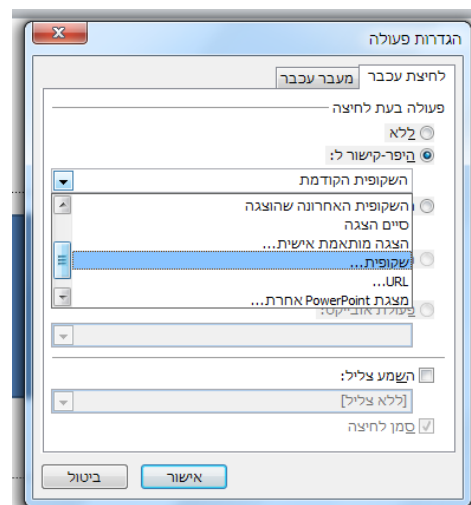 הגדרות פעולה
לחיצת עכבר
מעבר עכבר
פעולה בעת לחיצה
ללא
היפר-קישור ל:
השקופית הקודמת
השקופית האחרונה שהוצגה
סיים הצגה
הצגה מותאמת אישית...
שקופית...
URL...
מצגת PowerPoint אחרת...
פעולת אובייקט:
השמע צליל:
[ללא צליל]
סמן לחיצה
אישור
ביטול